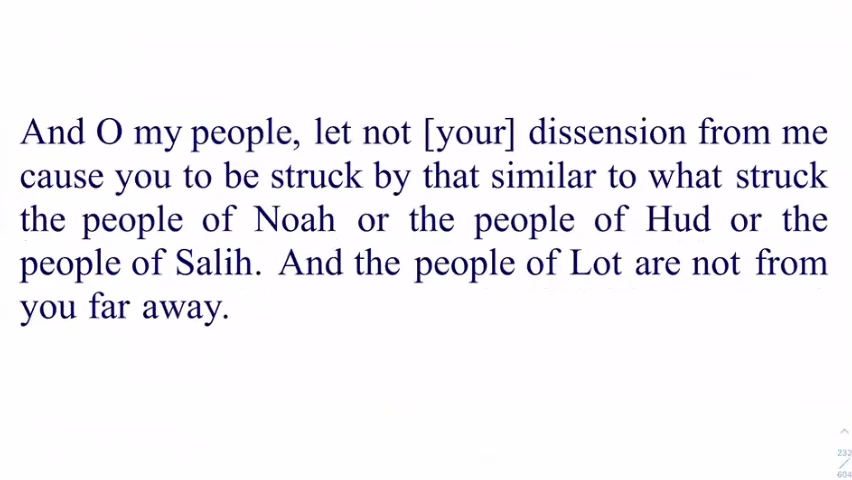 And O my people, let not [your] dissension from me
cause you to be struck by that similar to what struck
the people of Noah or the people of Hud or the
people of Salih. And the people of Lot are not from
you far away.
232
/
604